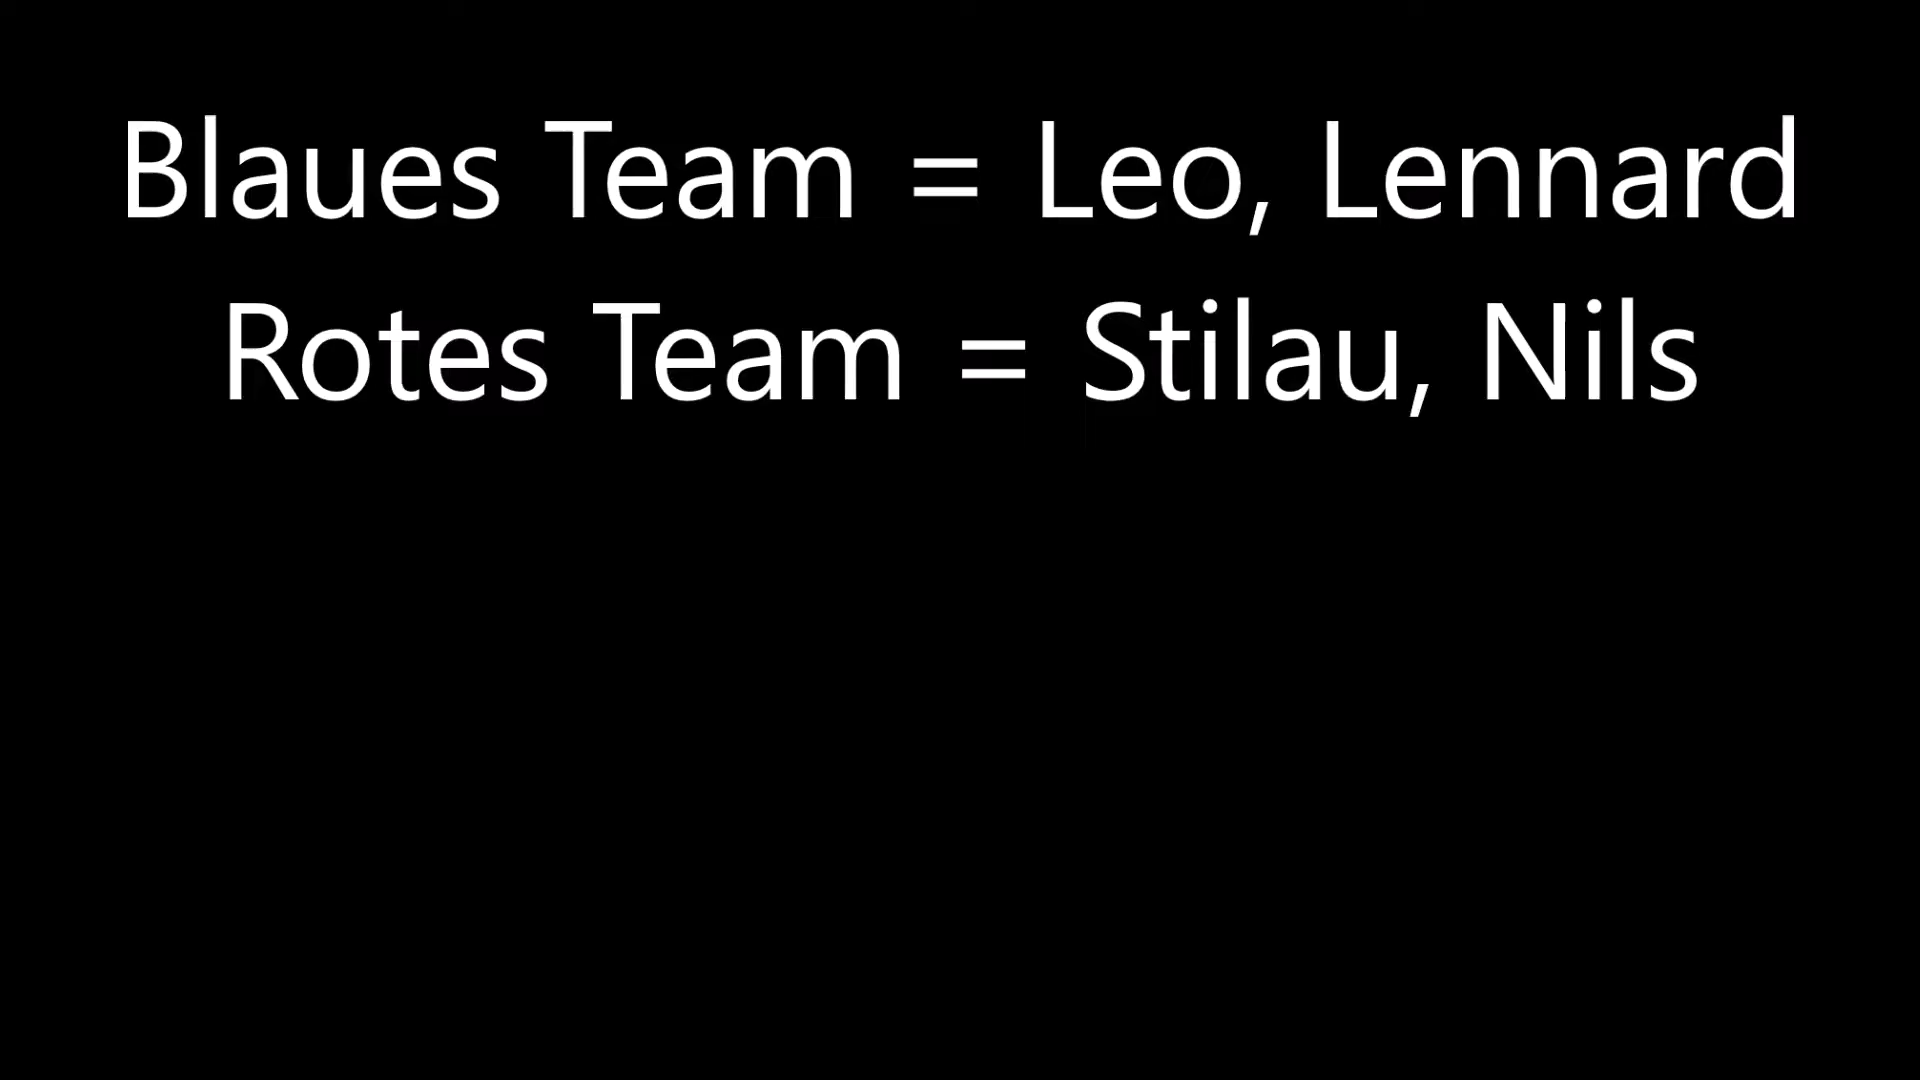 Blaues Team = Leo, Lennard
Rotes Team = Stilau, Nils